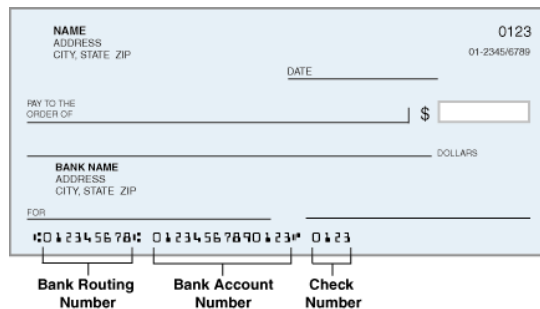 NAME 0123
ADDRESS 01-2345/6789
CITY, STATE ZIP
DATE
PAY TO THE
ORDER OF $
DOLLARS
BANK NAME
ADDRESS
CITY, STATE ZIP
FOR
⑆012345678⑆ 01234567890123⑈ 0123
Bank Routing Number Bank Account Number Check Number